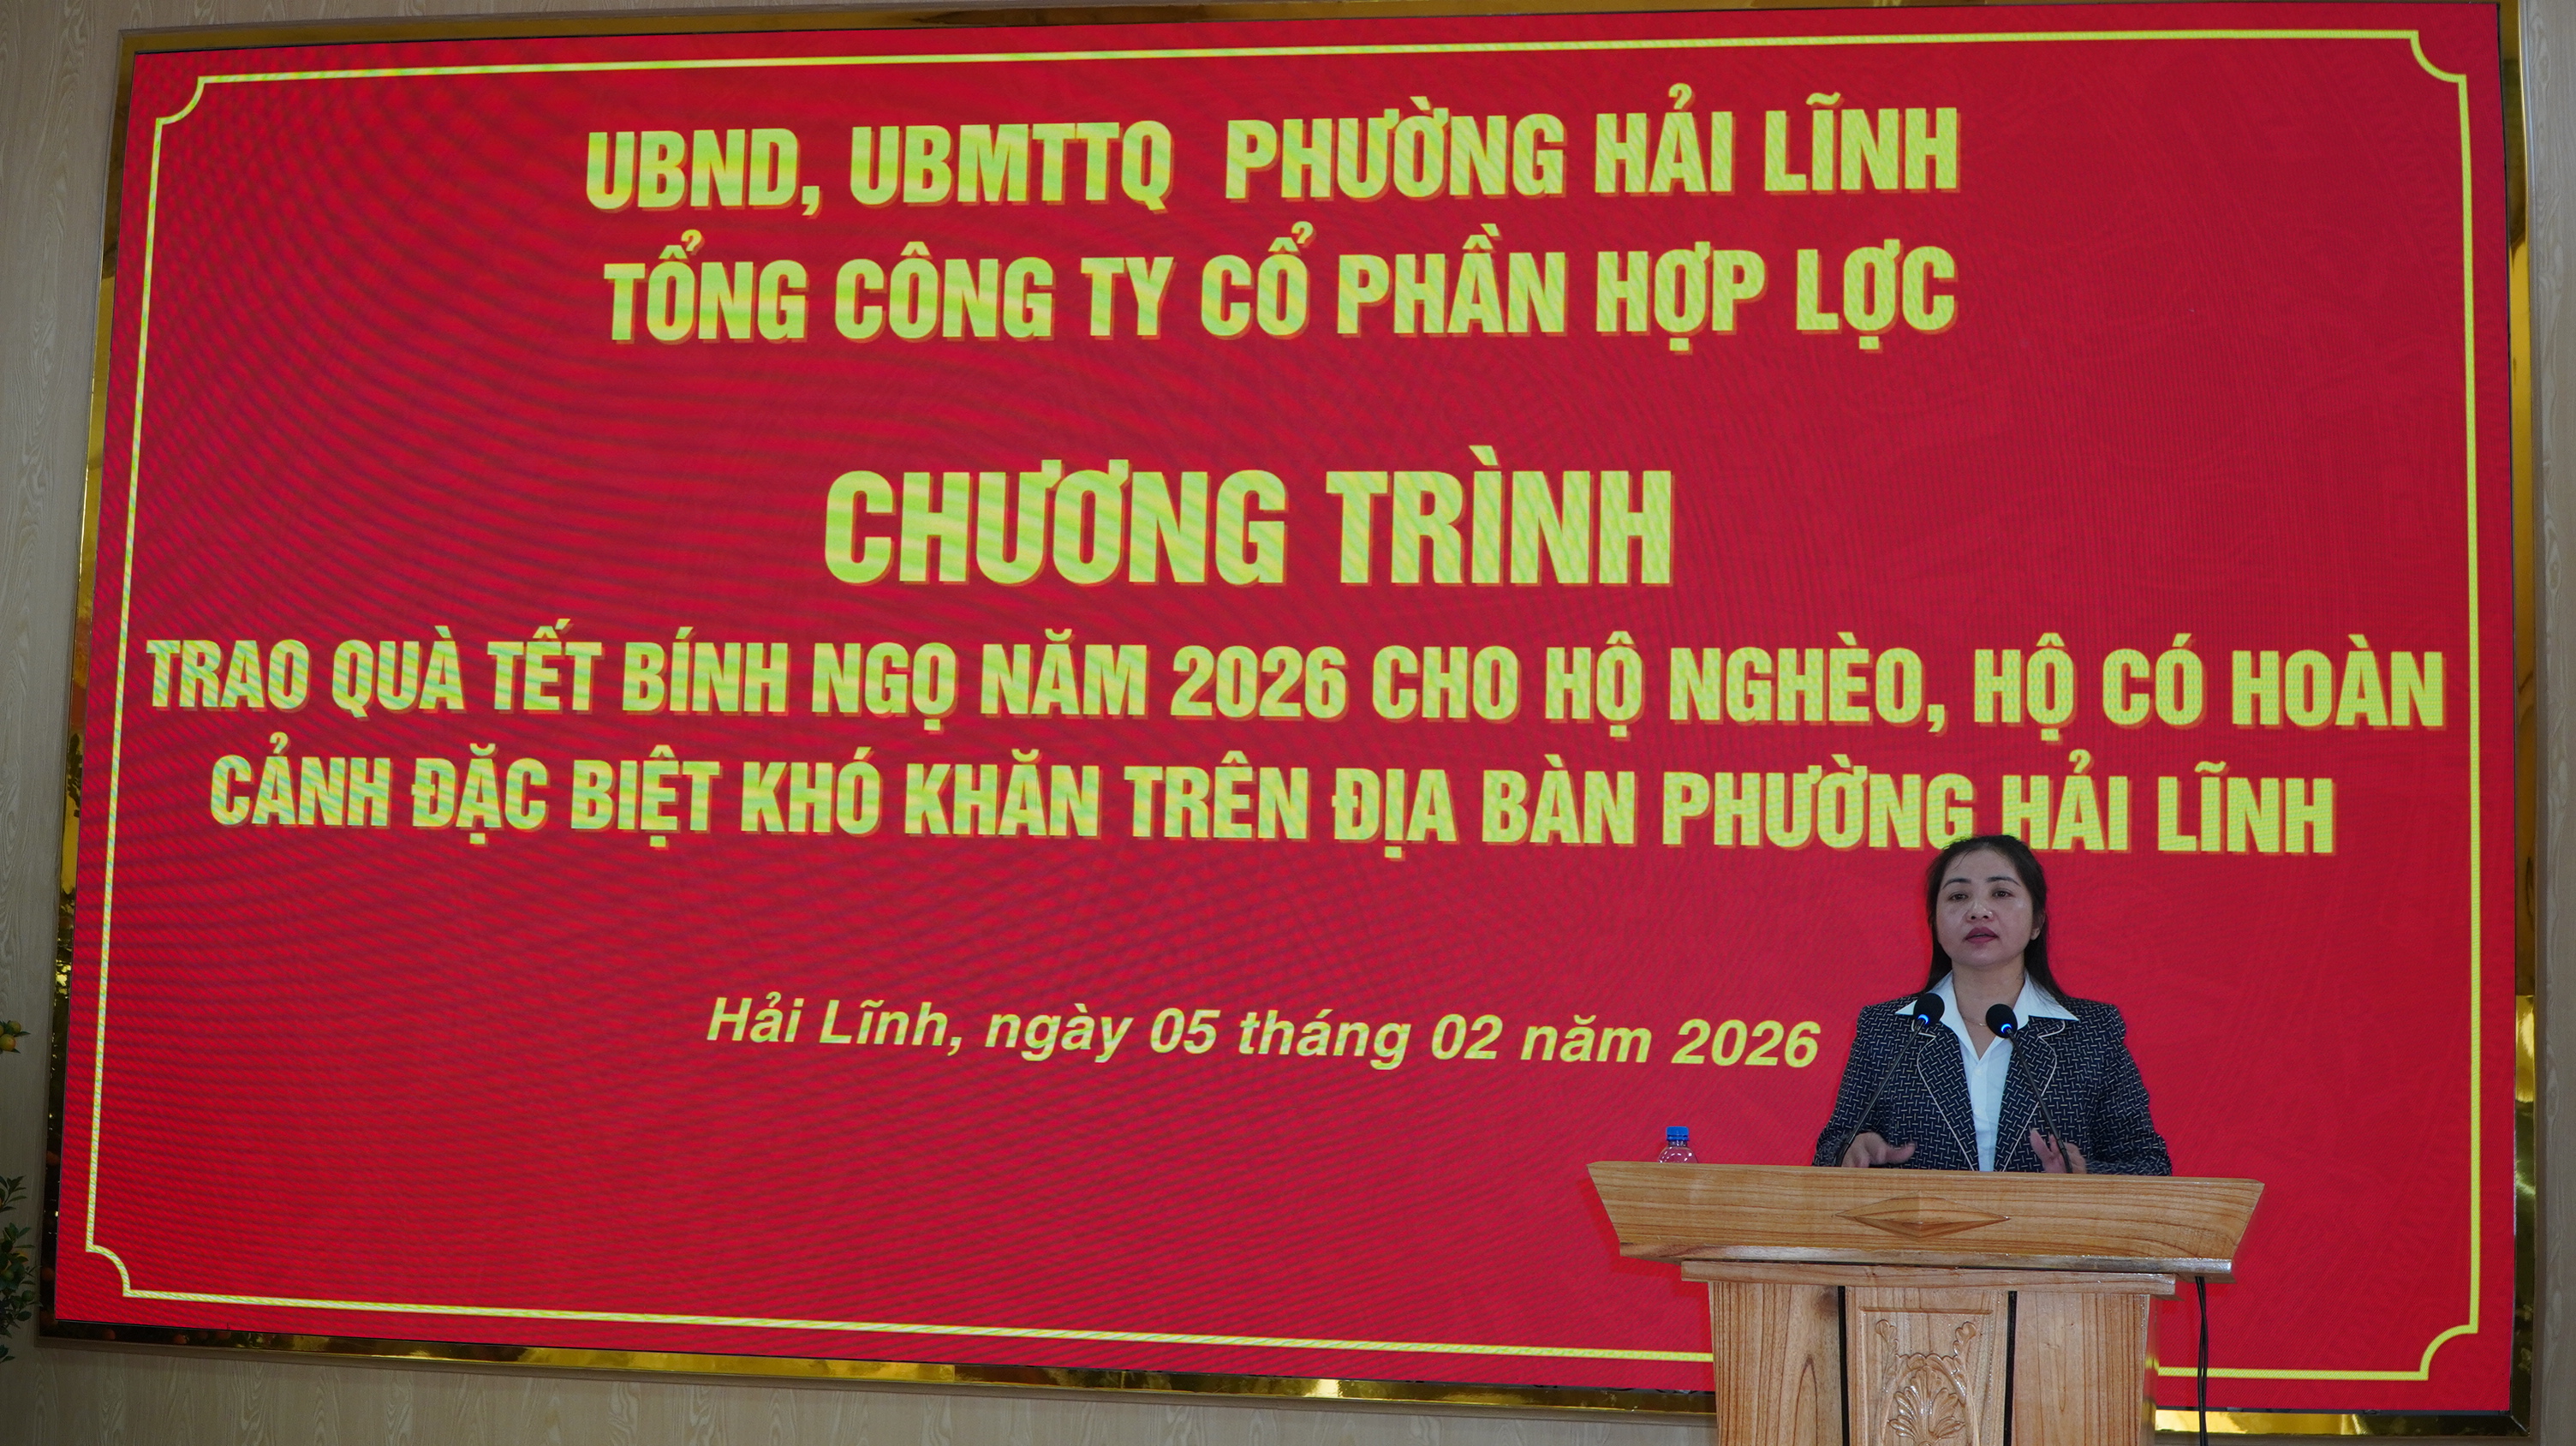 UBND, UBMTTQ PHƯỜNG HẢI LĨNH
TỔNG CÔNG TY CỔ PHẦN HỢP LỰC
CHƯƠNG TRÌNH
TRAO QUÀ TẾT BÍNH NGỌ NĂM 2026 CHO HỘ NGHÈO, HỘ CÓ HOÀN
CẢNH ĐẶC BIỆT KHÓ KHĂN TRÊN ĐỊA BÀN PHƯỜNG HẢI LĨNH
Hải Lĩnh, ngày 05 tháng 02 năm 2026